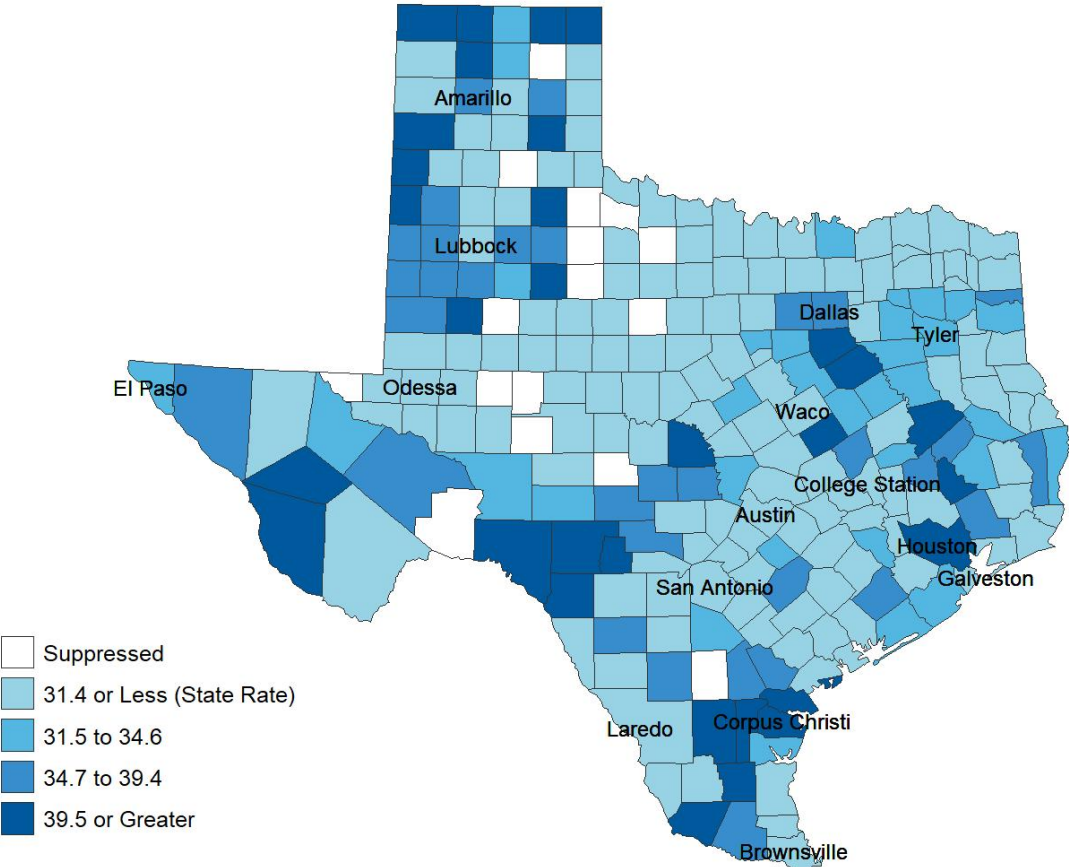 Amarillo
Lubbock
Dallas
Tyler
El Paso
Odessa
Waco
College Station
Austin
Houston
Galveston
San Antonio
Suppressed
31.4 or Less (State Rate)
31.5 to 34.6
34.7 to 39.4
39.5 or Greater
Laredo
Corpus Christi
Brownsville